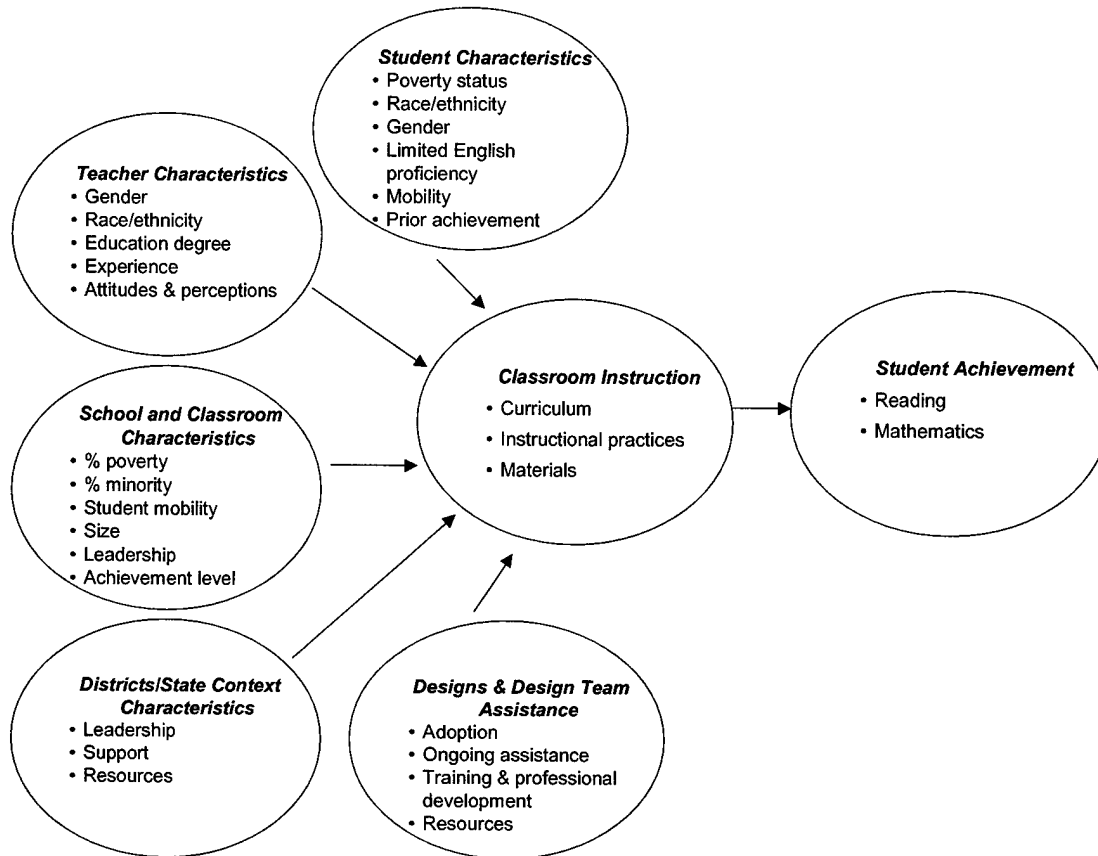 Student Characteristics
• Poverty status
• Race/ethnicity
• Gender
• Limited English
proficiency
• Mobility
• Prior achievement
Teacher Characteristics
• Gender
• Race/ethnicity
• Education degree
• Experience
• Attitudes & perceptions
School and Classroom
Characteristics
• % poverty
• % minority
• Student mobility
• Size
• Leadership
• Achievement level
Districts/State Context
Characteristics
• Leadership
• Support
• Resources
Designs & Design Team
Assistance
• Adoption
• Ongoing assistance
• Training & professional
development
• Resources
Classroom Instruction
• Curriculum
• Instructional practices
• Materials
Student Achievement
• Reading
• Mathematics